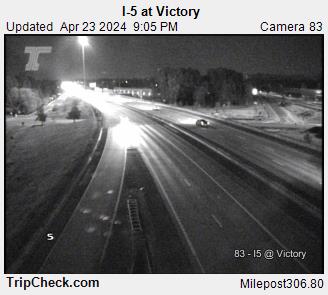 I-5 at Victory
Updated Apr 23 2024 9:05 PM Camera 83
T
S
83 - I5 @ Victory
TripCheck.com Milepost306.80